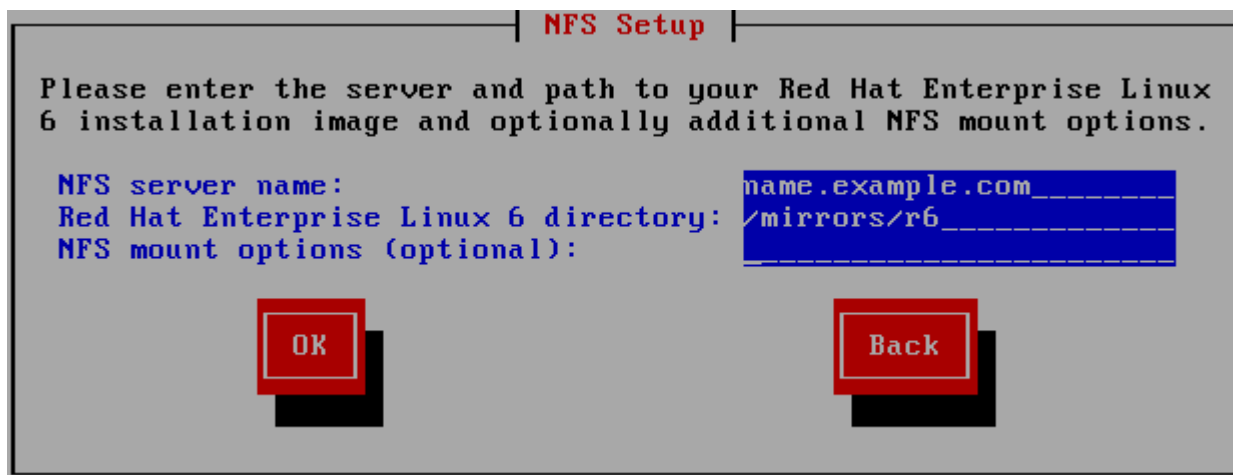 NFS Setup
Please enter the server and path to your Red Hat Enterprise Linux
6 installation image and optionally additional NFS mount options.
NFS server name: name.example.com________
Red Hat Enterprise Linux 6 directory: /mirrors/r6_____________
NFS mount options (optional): ________________________
OK Back